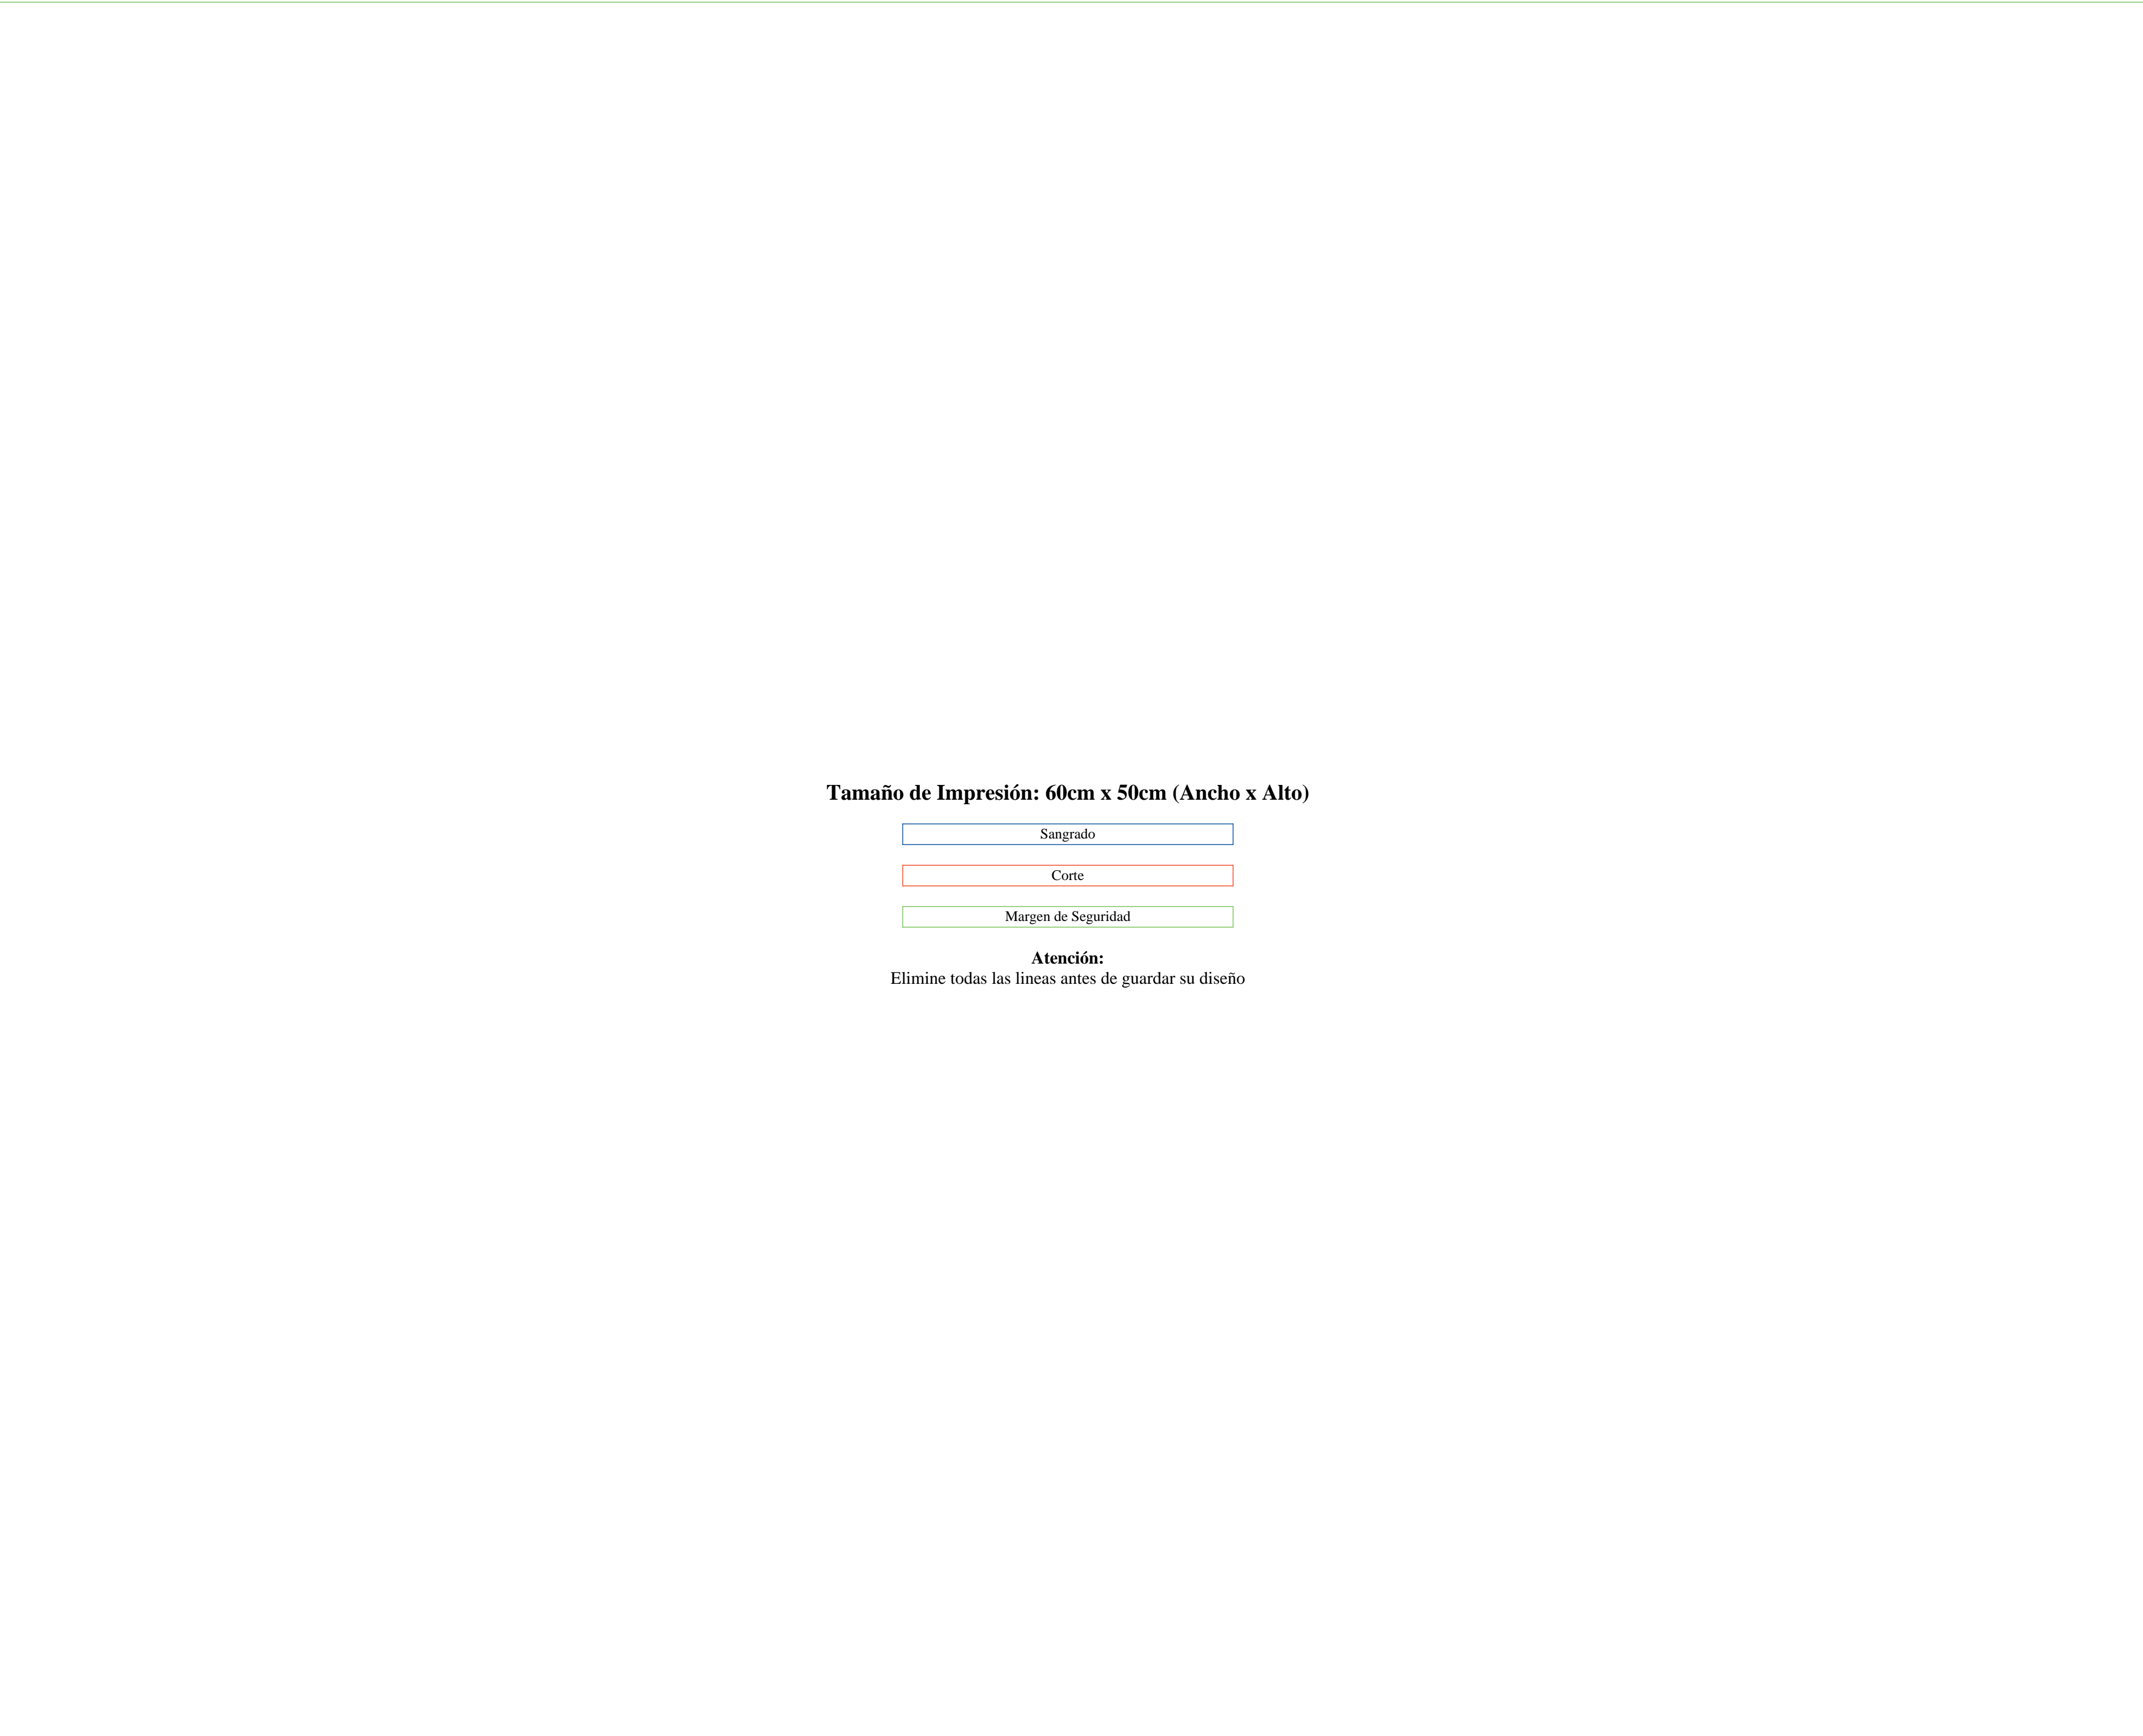 Tamaño de Impresión: 60cm x 50cm (Ancho x Alto)
Sangrado
Corte
Margen de Seguridad
Atención:
Elimine todas las lineas antes de guardar su diseño